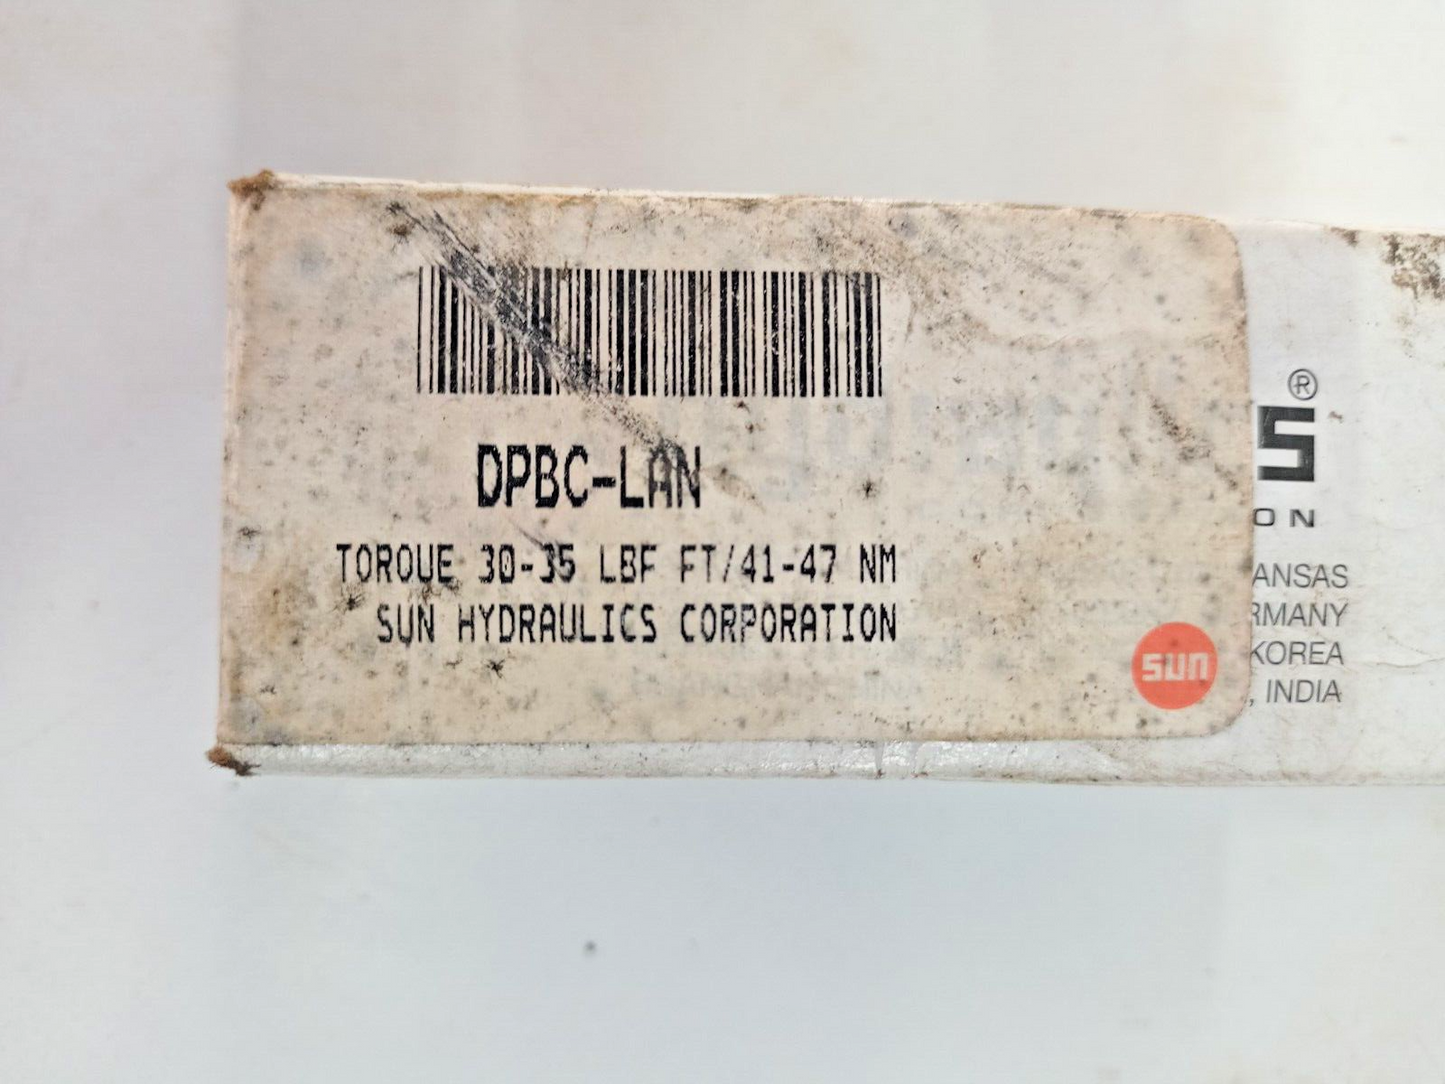 DPBC-LAN
TORQUE 30-35 LBF FT/41-47 NM
SUN HYDRAULICS CORPORATION
sun
®
S
ON
ANSAS
RMANY
KOREA
, INDIA